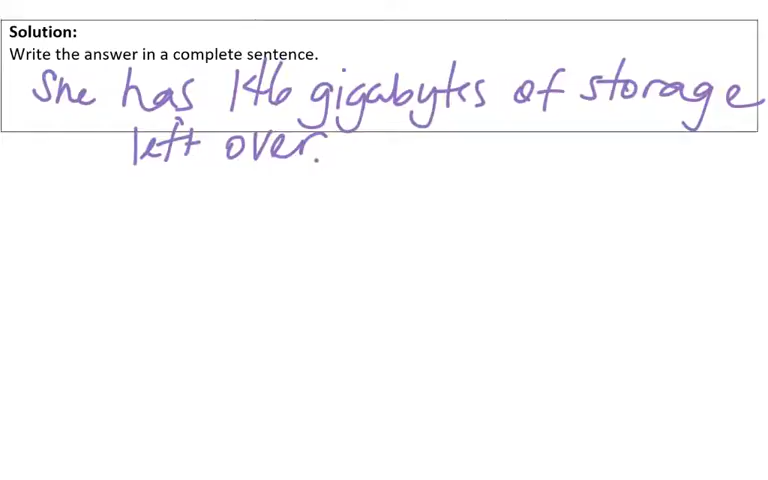 Solution:
Write the answer in a complete sentence.
She has 146 gigabytes of storage
left over.